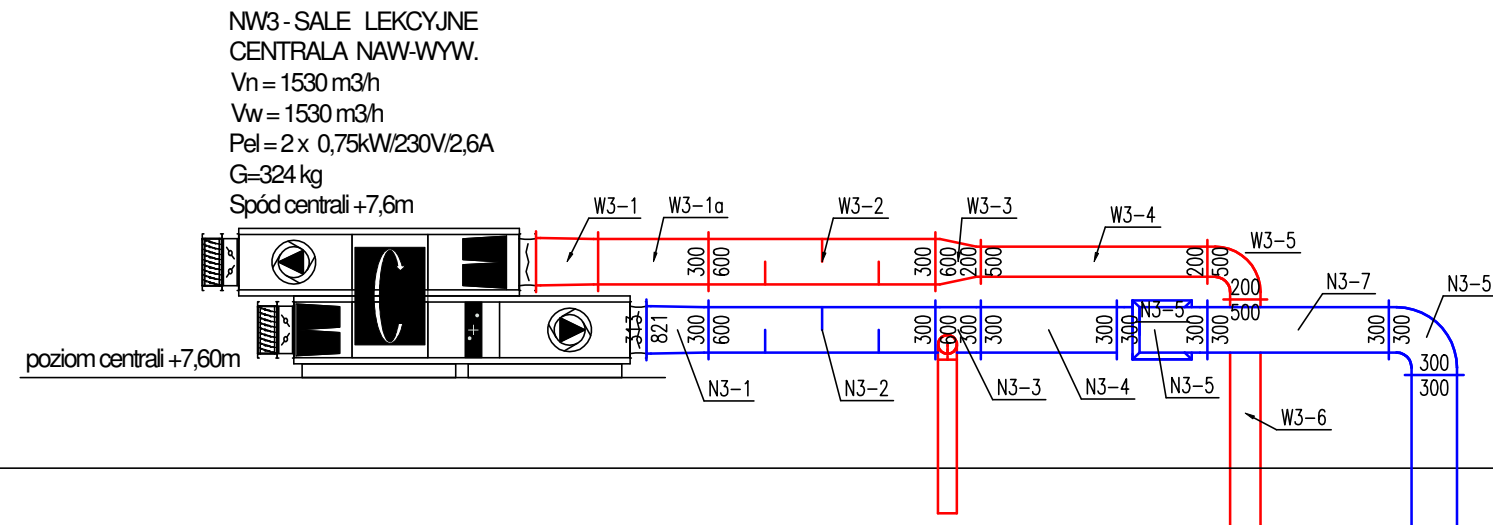 NW3 - SALE LEKCYJNE
CENTRALA NAW-WYW.
Vn = 1530 m3/h
Vw = 1530 m3/h
Pel = 2 x 0,75kW/230V/2,6A
G=324 kg
Spód centrali +7,6m
W3-1
W3-1a
W3-2
W3-3
W3-4
W3-5
300
600
300
600
200
500
200
500
200
500
N3-7
N3-5
poziom centrali +7,60m
313
821
300
600
300
600
300
300
300
300
N3-5
300
300
300
300
300
300
N3-1
N3-2
N3-3
N3-4
N3-5
W3-6